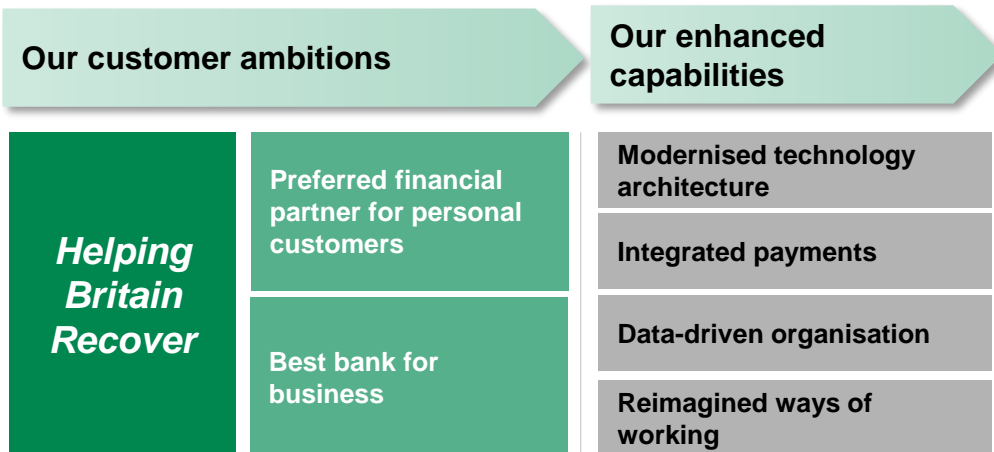 Our customer ambitions
Our enhanced
capabilities
Helping
Britain
Recover
Preferred financial
partner for personal
customers
Best bank for
business
Modernised technology
architecture
Integrated payments
Data-driven organisation
Reimagined ways of
working